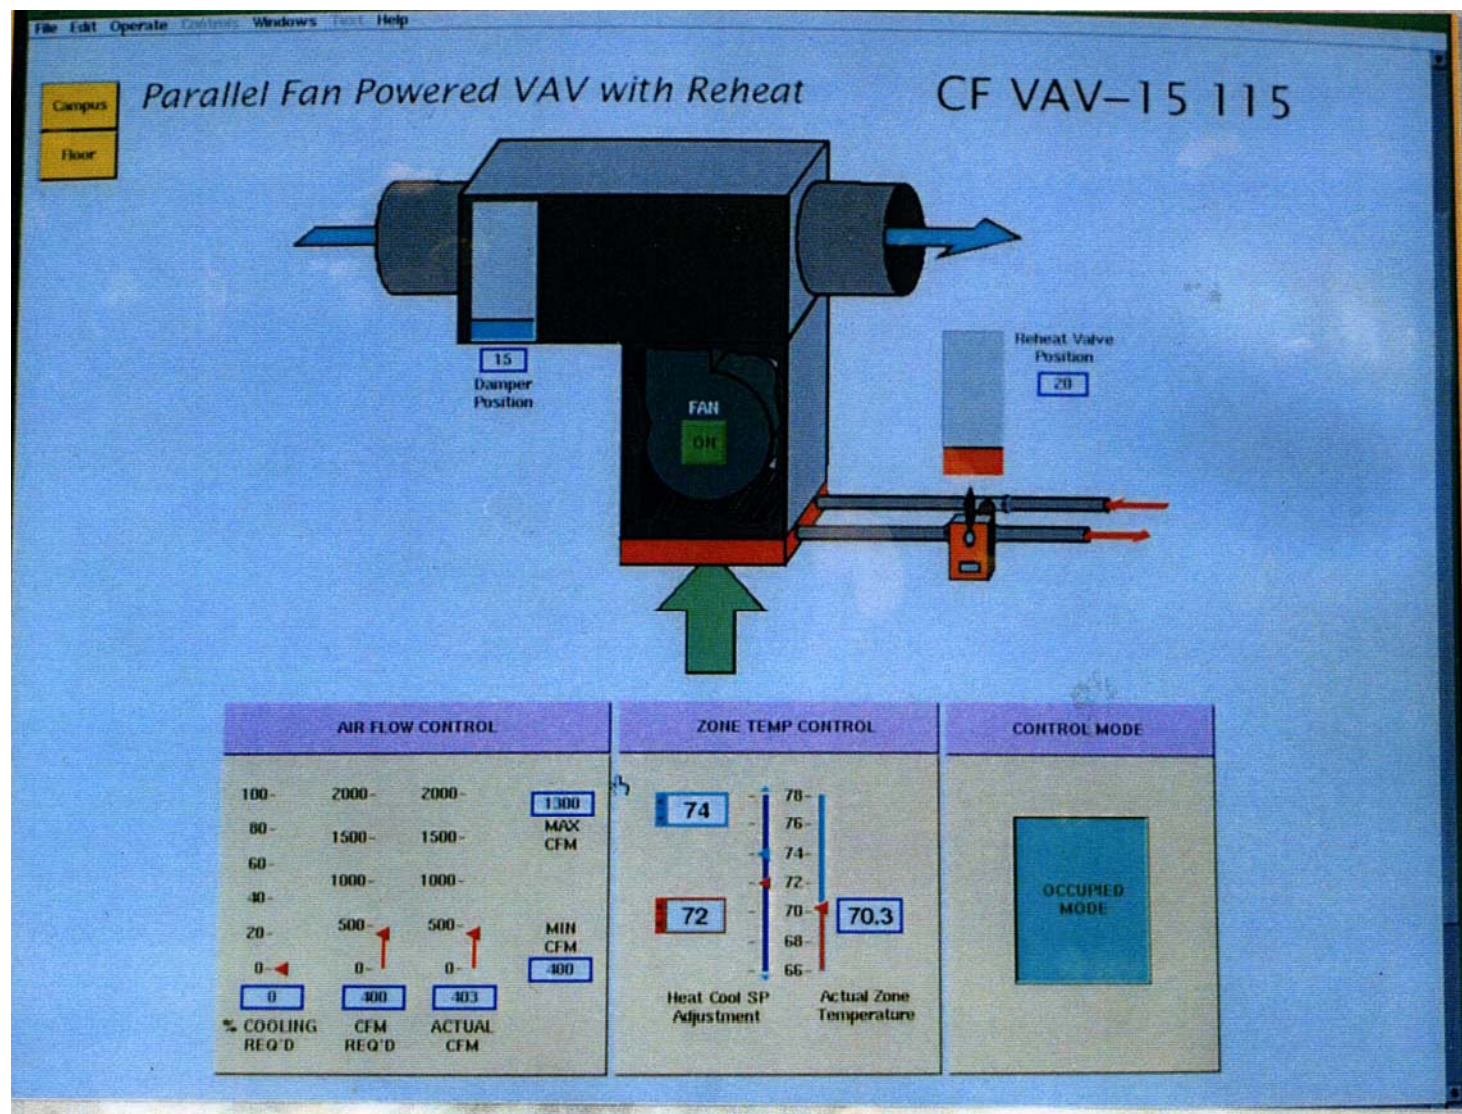 File Edit Operate Controls Windows Text Help
Campus
Floor
Parallel Fan Powered VAV with Reheat
CF VAV-15 115
15
Damper
Position
FAN
ON
Reheat Valve
Position
20
AIR FLOW CONTROL
100- 2000- 2000-
80- 1500- 1500-
60-
40- 1000- 1000-
20- 500- 500-
0- 0- 0-
1300
MAX
CFM
MIN
CFM
400
0 400 403
% COOLING
REQ'D
CFM
REQ'D
ACTUAL
CFM
ZONE TEMP CONTROL
74
72
78-
76-
74-
72-
70-
68-
66-
70.3
Heat Cool SP
Adjustment
Actual Zone
Temperature
CONTROL MODE
OCCUPIED
MODE